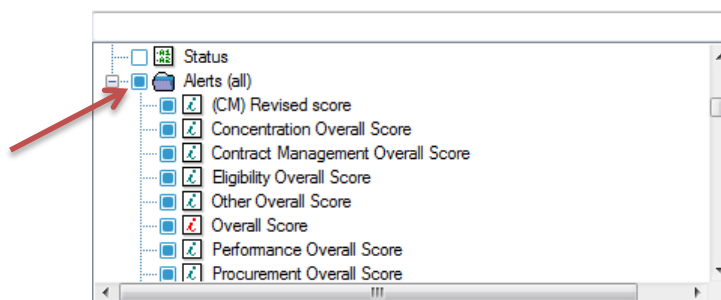 Status
Alerts (all)
(CM) Revised score
Concentration Overall Score
Contract Management Overall Score
Eligibility Overall Score
Other Overall Score
Overall Score
Performance Overall Score
Procurement Overall Score